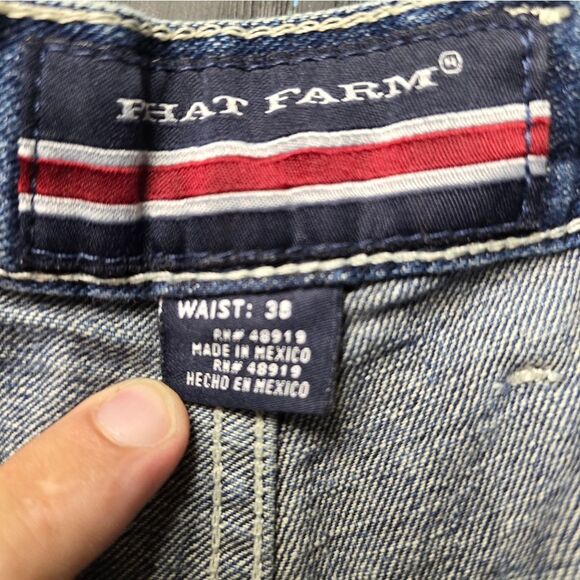 PHAT FARM®
WAIST: 38
RN# 48919
MADE IN MEXICO
RN# 48919
HECHO EN MEXICO